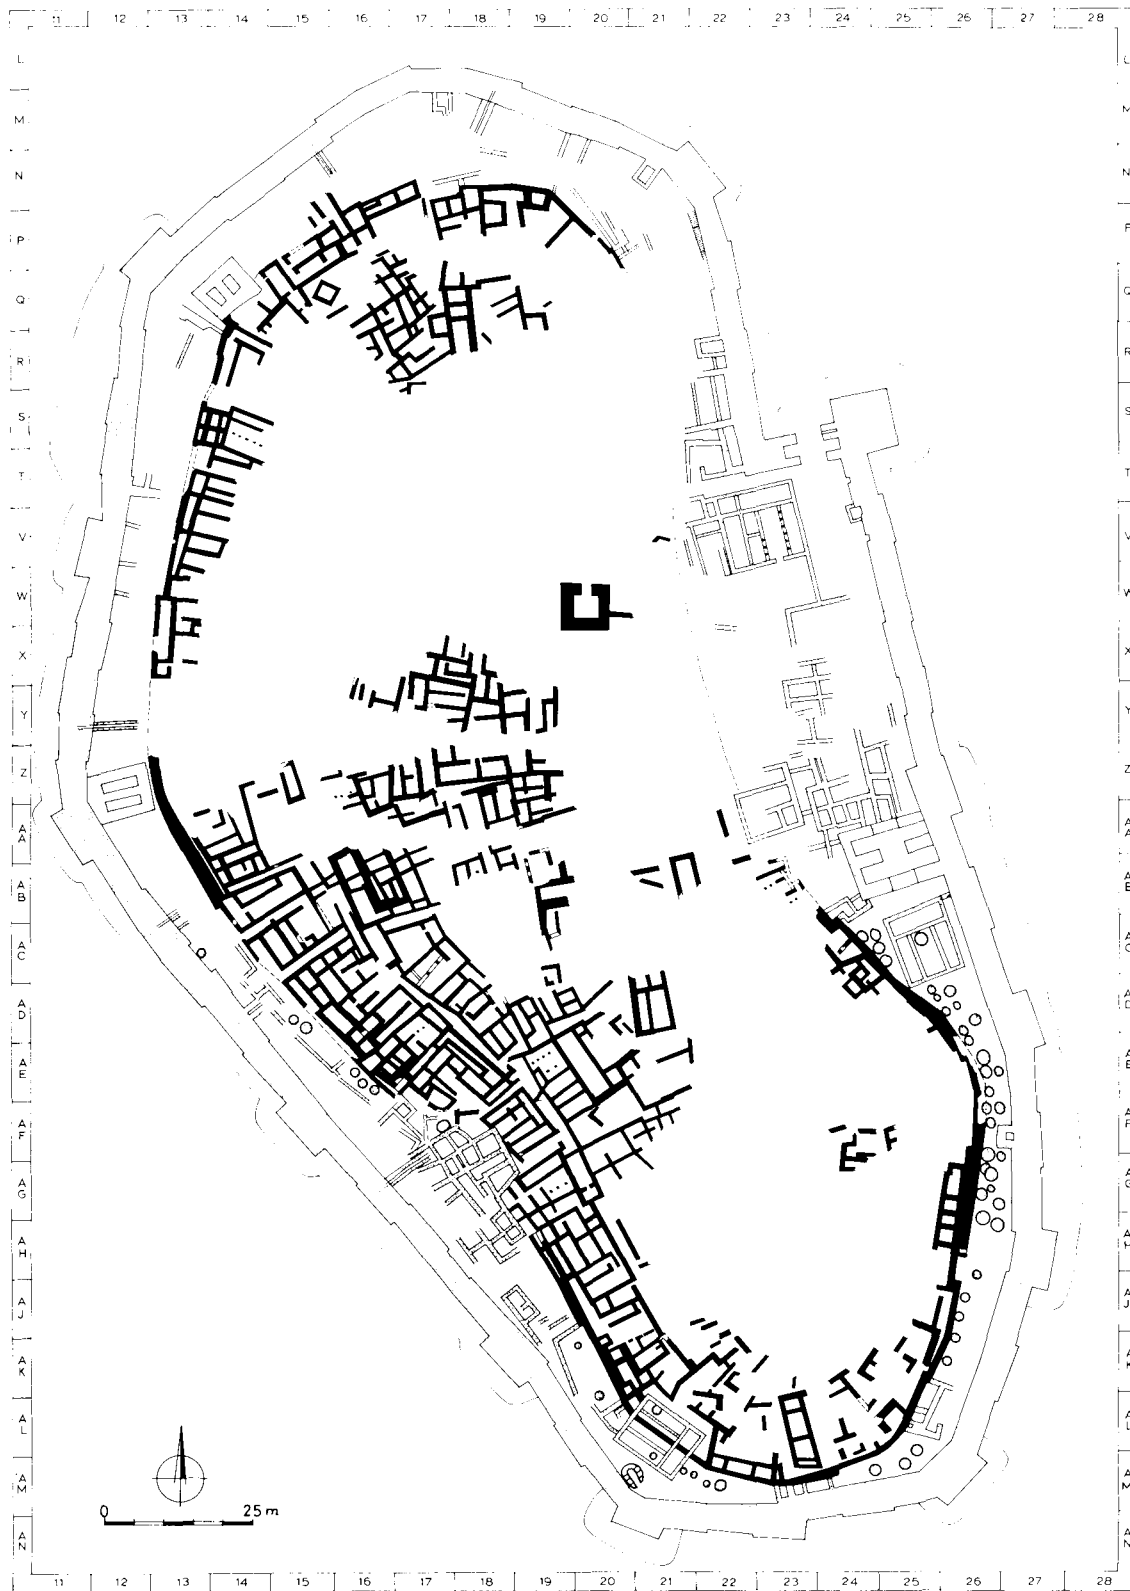 11 12 13 14 15 16 17 18 19 20 21 22 23 24 25 26 27 28
L
M M
N N
P
Q Q
R R
S S
T T
V V
W W
X X
Y Y
Z Z
AA
AB
AC
AD
AE
AF
AG
AH
AJ
AK
AL
AM
AN
0 25 m
11 12 13 14 15 16 17 18 19 20 21 22 23 24 25 26 27 28